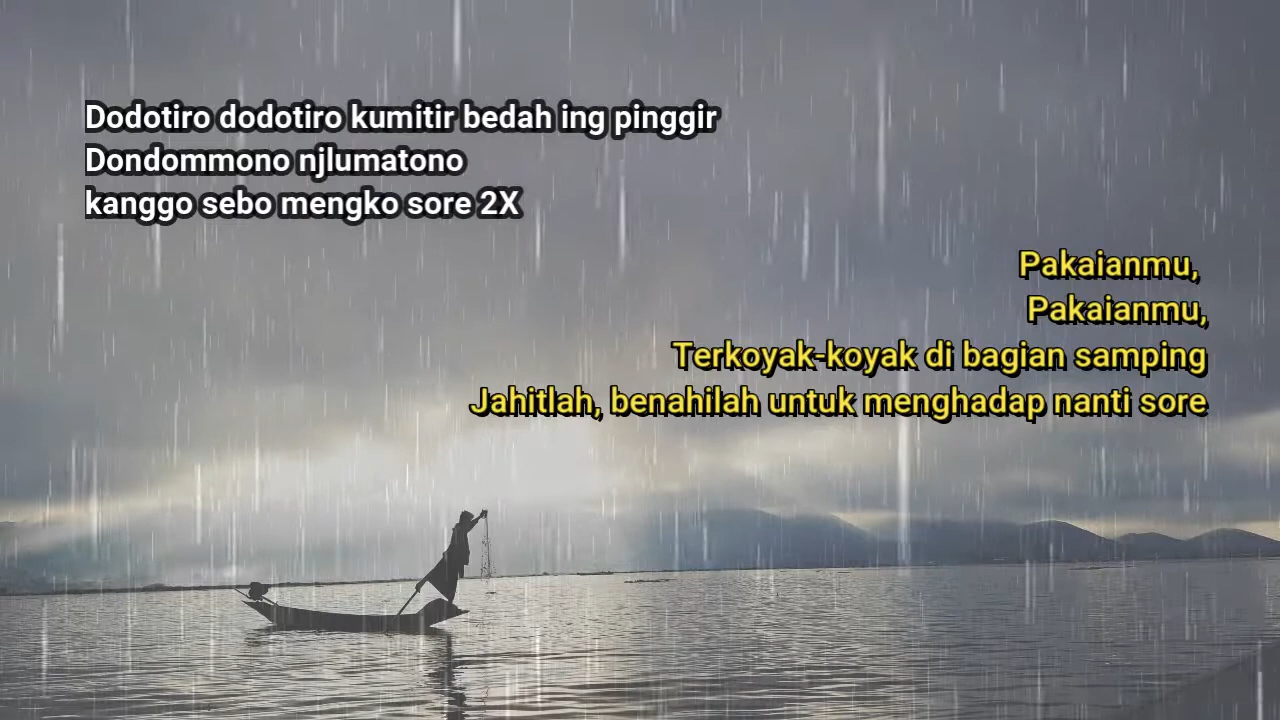 Dodotiro dodotiro kumitir bedah ing pinggir
Dondommono njlumatono
kanggo sebo mengko sore 2X
Pakaianmu,
Pakaianmu,
Terkoyak-koyak di bagian samping
Jahitlah, benahilah untuk menghadap nanti sore